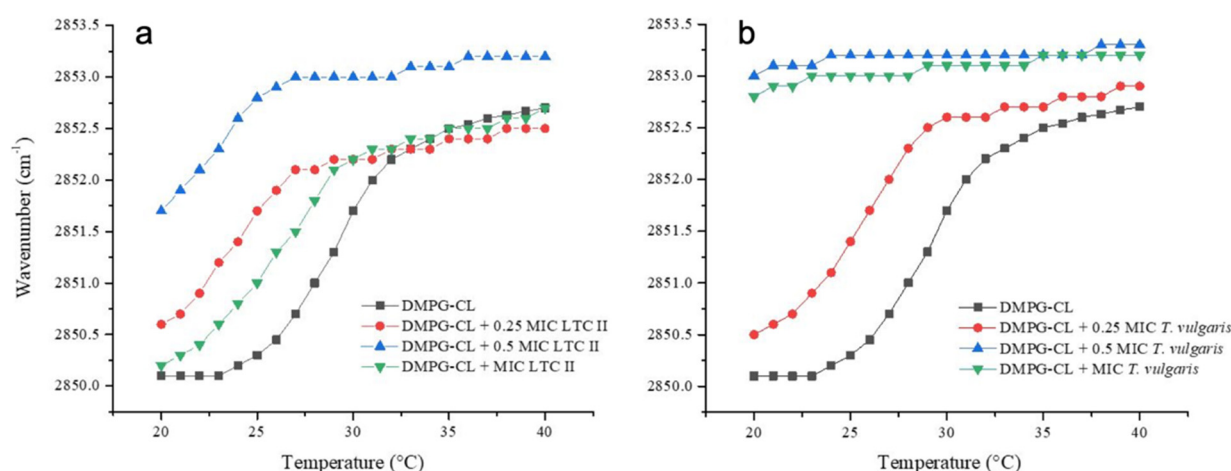 a
2853.5
2853.0
2852.5
2852.0
2851.5
2851.0
2850.5
2850.0
Wavenumber (cm-1)
20
25
30
35
40
Temperature (°C)
DMPG-CL
DMPG-CL + 0.25 MIC LTC II
DMPG-CL + 0.5 MIC LTC II
DMPG-CL + MIC LTC II
b
2853.5
2853.0
2852.5
2852.0
2851.5
2851.0
2850.5
2850.0
20
25
30
35
40
Temperature (°C)
DMPG-CL
DMPG-CL + 0.25 MIC T. vulgaris
DMPG-CL + 0.5 MIC T. vulgaris
DMPG-CL + MIC T. vulgaris